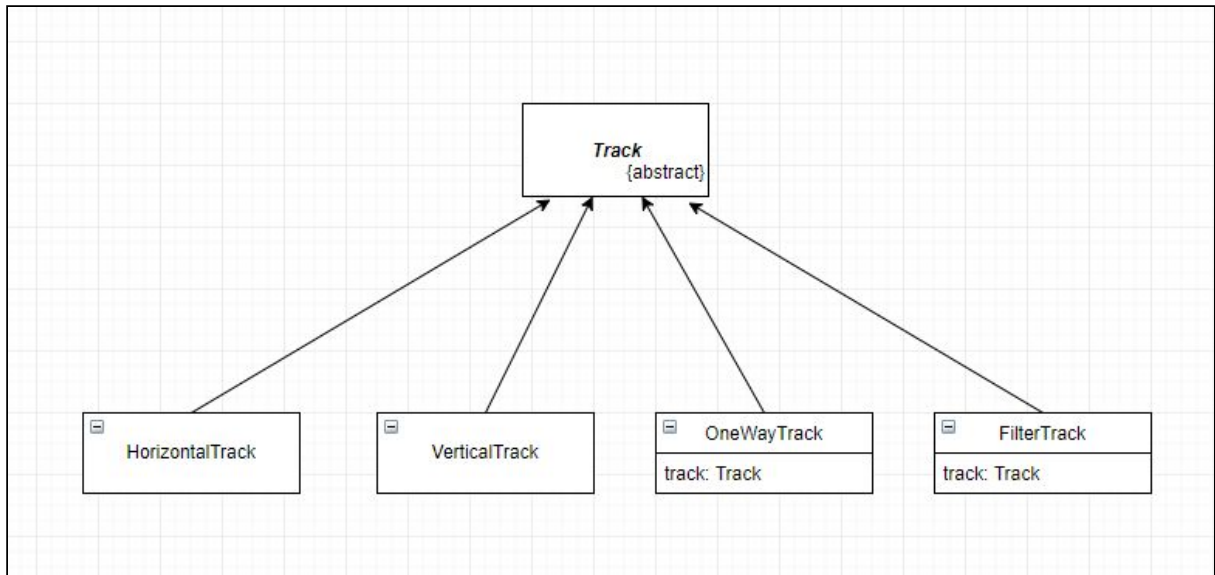 Track
{abstract}
HorizontalTrack
VerticalTrack
OneWayTrack
track: Track
FilterTrack
track: Track